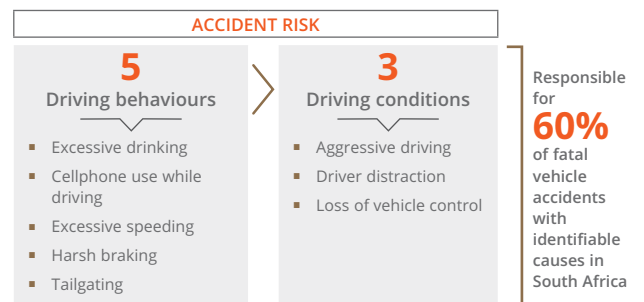 ACCIDENT RISK
5
Driving behaviours
Excessive drinking
Cellphone use while
driving
Excessive speeding
Harsh braking
Tailgating
3
Driving conditions
Aggressive driving
Driver distraction
Loss of vehicle control
Responsible
for
60%
of fatal
vehicle
accidents
with
identifiable
causes in
South Africa